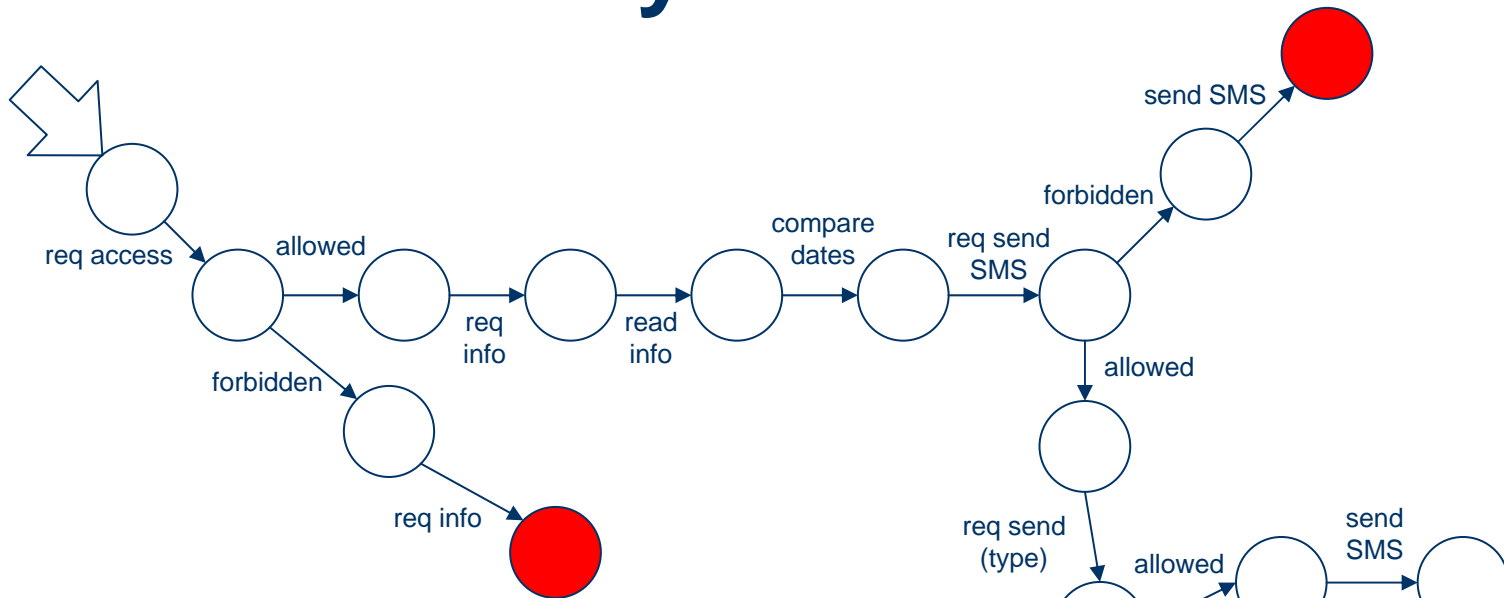 send SMS
forbidden
req access
allowed
compare
dates
req send
SMS
req
info
read
info
forbidden
allowed
req info
req send
(type)
allowed
send
SMS